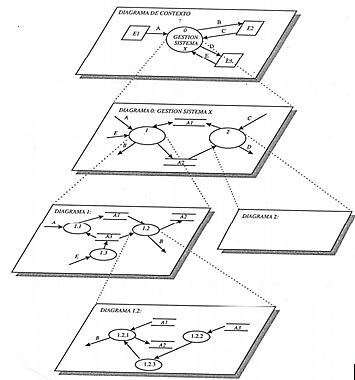 DIAGRAMA DE CONTEXTO
E1
A
0
GESTION
SISTEMA
X
B
C
E2
D
E
E3
DIAGRAMA 0: GESTION SISTEMA X
A
E
B
1
A1
2
C
D
A2
DIAGRAMA 1:
A
1.1
A1
1.2
A2
A3
B
E
1.3
DIAGRAMA 2:
DIAGRAMA 1.2:
B
1.2.1
A1
A2
1.2.2
A3
1.2.3